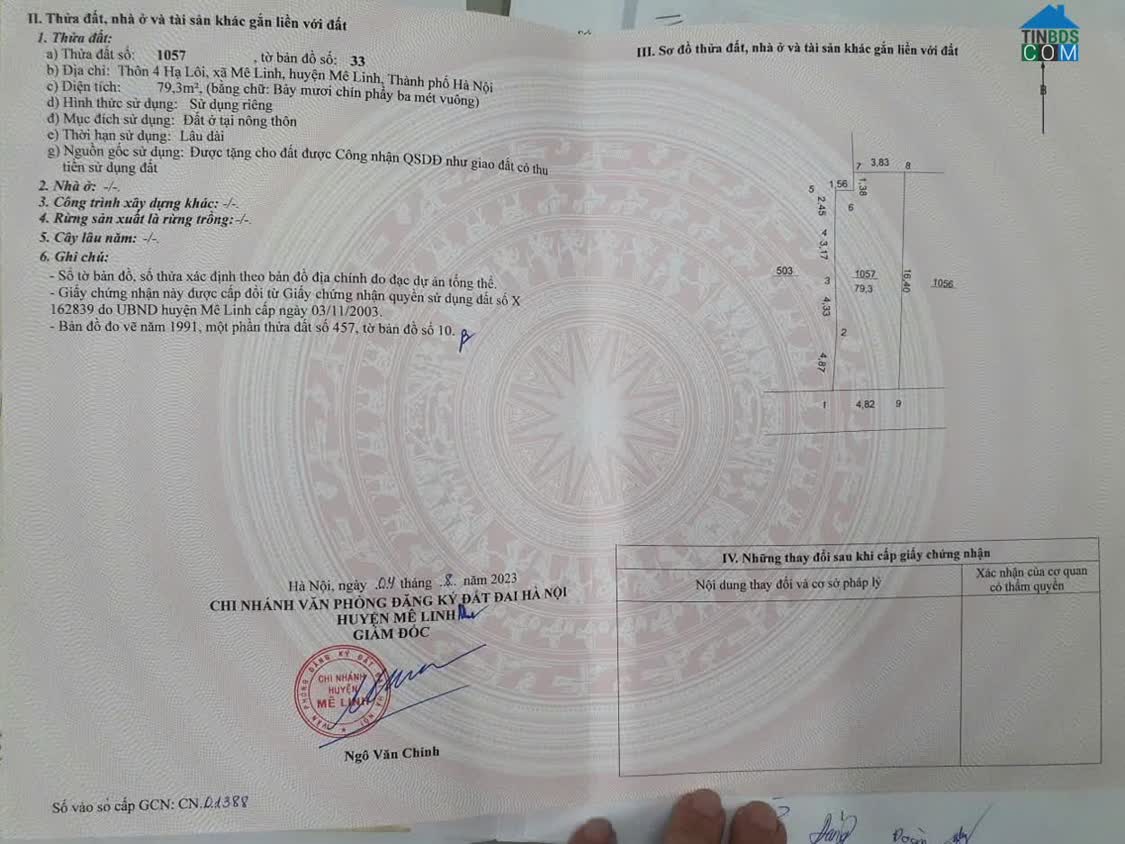 II. Thửa đất, nhà ở và tài sản khác gắn liền với đất
1. Thửa đất:
a) Thửa đất số: 1057 , tờ bản đồ số: 33
b) Địa chỉ: Thôn 4 Hạ Lôi, xã Mê Linh, huyện Mê Linh, Thành phố Hà Nội
c) Diện tích: 79,3m², (bằng chữ: Bảy mươi chín phẩy ba mét vuông)
d) Hình thức sử dụng: Sử dụng riêng
đ) Mục đích sử dụng: Đất ở tại nông thôn
e) Thời hạn sử dụng: Lâu dài
g) Nguồn gốc sử dụng: Được tặng cho đất được Công nhận QSDĐ như giao đất có thu
tiền sử dụng đất
2. Nhà ở: -/-.
3. Công trình xây dựng khác: -/-.
4. Rừng sản xuất là rừng trồng: -/-.
5. Cây lâu năm: -/-.
6. Ghi chú:
- Số tờ bản đồ, số thửa xác định theo bản đồ địa chính đo đạc dự án tổng thể.
- Giấy chứng nhận này được cấp đổi từ Giấy chứng nhận quyền sử dụng đất số X
162839 do UBND huyện Mê Linh cấp ngày 03/11/2003.
- Bản đồ đo vẽ năm 1991, một phần thửa đất số 457, tờ bản đồ số 10.
Hà Nội, ngày 04 tháng 8 năm 2023
CHI NHÁNH VĂN PHÒNG ĐĂNG KÝ ĐẤT ĐAI HÀ NỘI
HUYỆN MÊ LINH
GIÁM ĐỐC
VĂN PHÒNG ĐĂNG KÝ ĐẤT ĐAI HÀ NỘI
CHI NHÁNH
HUYỆN
MÊ LINH
Ngô Văn Chinh
Số vào sổ cấp GCN: CN.01388
III. Sơ đồ thửa đất, nhà ở và tài sản khác gắn liền với đất
TINBDS
COM
B
7 3,83 8
5 1,56 1,38
2,45 6
4
3,17
503 3 1057 16,40 1056
79,3
4,33
2
4,87
1 4,82 9
IV. Những thay đổi sau khi cấp giấy chứng nhận
Nội dung thay đổi và cơ sở pháp lý
Xác nhận của cơ quan
có thẩm quyền